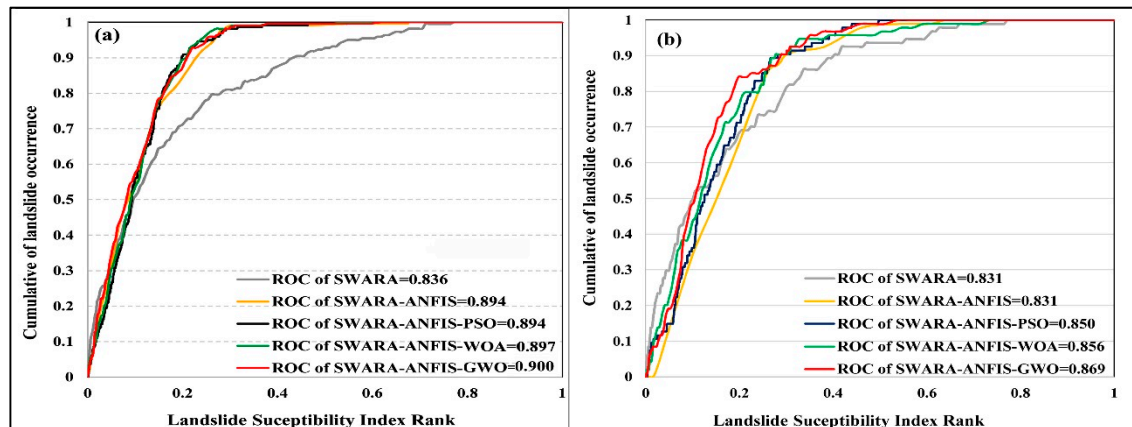 (a)
Cumulative of landslide occurrence
1
0.9
0.8
0.7
0.6
0.5
0.4
0.3
0.2
0.1
0
ROC of SWARA=0.836
ROC of SWARA-ANFIS=0.894
ROC of SWARA-ANFIS-PSO=0.894
ROC of SWARA-ANFIS-WOA=0.897
ROC of SWARA-ANFIS-GWO=0.900
0 0.2 0.4 0.6 0.8 1
Landslide Suceptibility Index Rank
(b)
Cumulative of landslide occurrence
1
0.9
0.8
0.7
0.6
0.5
0.4
0.3
0.2
0.1
0
ROC of SWARA=0.831
ROC of SWARA-ANFIS=0.831
ROC of SWARA-ANFIS-PSO=0.850
ROC of SWARA-ANFIS-WOA=0.856
ROC of SWARA-ANFIS-GWO=0.869
0 0.2 0.4 0.6 0.8 1
Landslide Suceptibility Index Rank